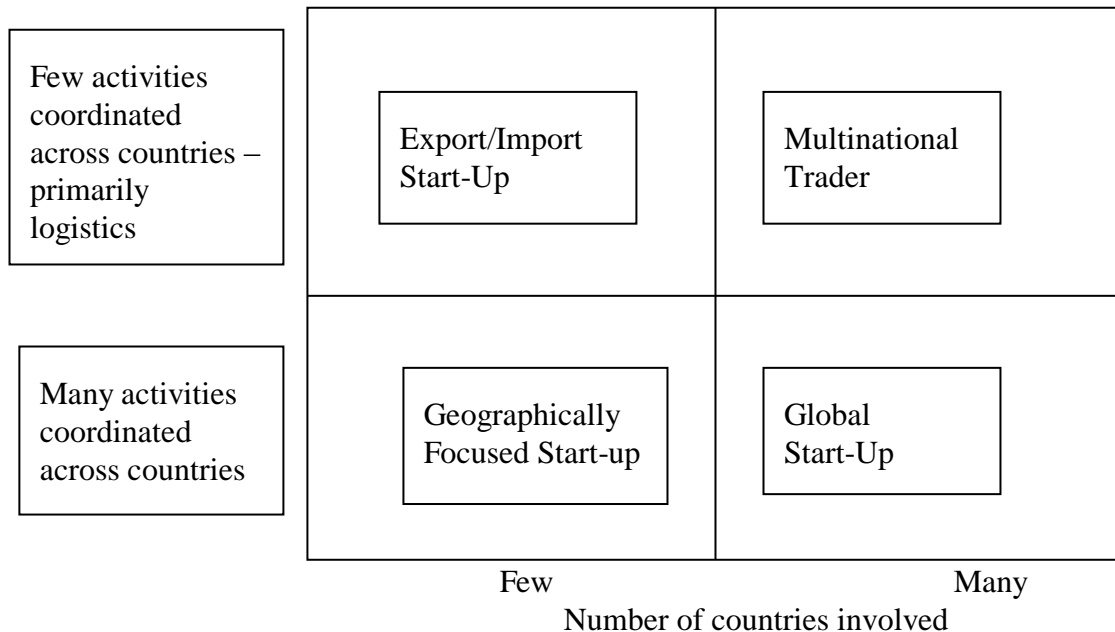 Few activities
coordinated
across countries –
primarily
logistics
Export/Import
Start-Up
Multinational
Trader
Many activities
coordinated
across countries
Geographically
Focused Start-up
Global
Start-Up
Few
Many
Number of countries involved